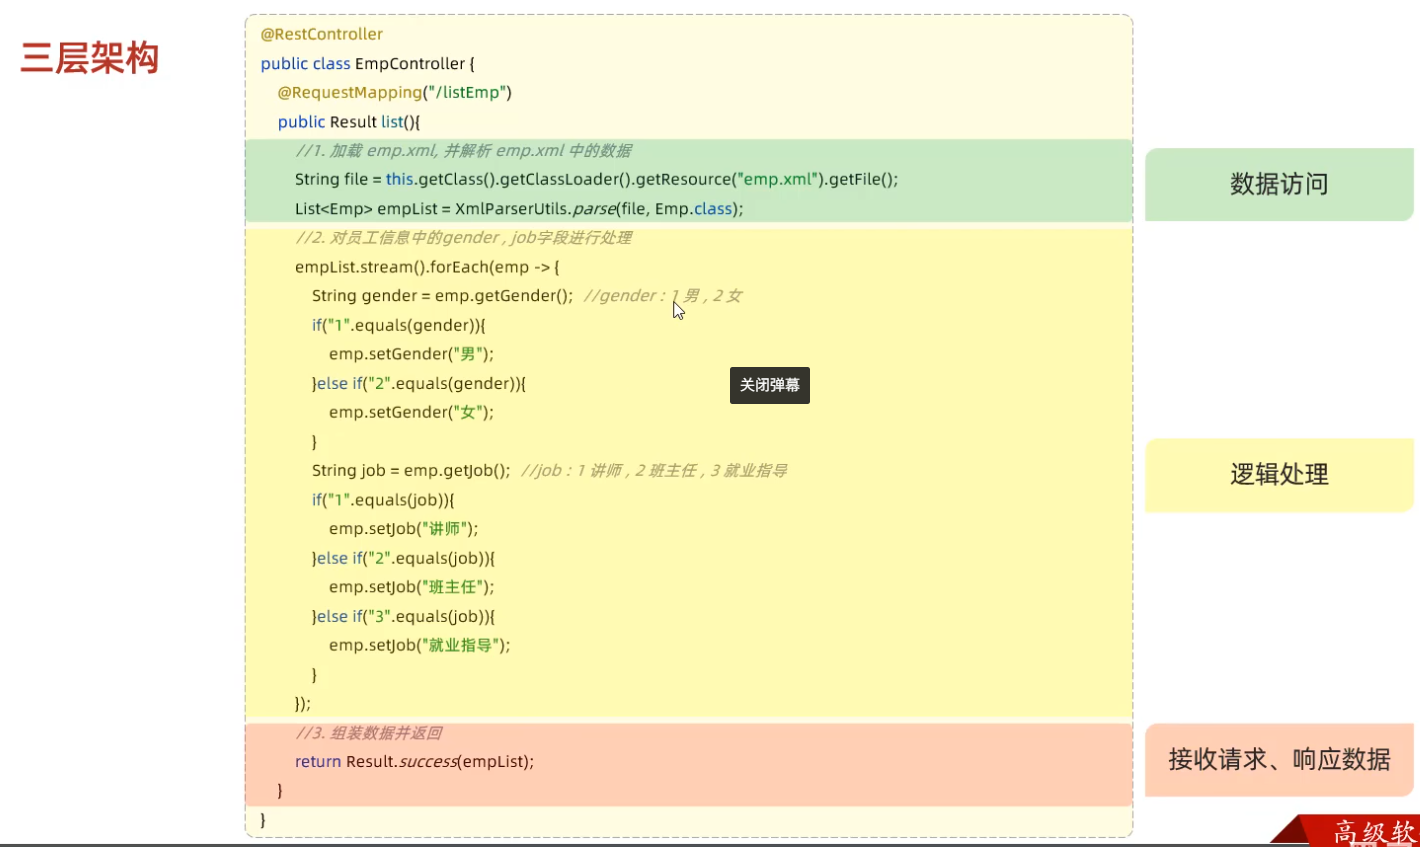 三层架构
@RestController
public class EmpController {
@RequestMapping("/listEmp")
public Result list(){
//1. 加载 emp.xml, 并解析 emp.xml 中的数据
String file = this.getClass().getClassLoader().getResource("emp.xml").getFile();
List<Emp> empList = XmlParserUtils.parse(file, Emp.class);
数据访问
//2. 对员工信息中的gender , job字段进行处理
empList.stream().forEach(emp -> {
String gender = emp.getGender(); //gender : 1 男 , 2 女
if("1".equals(gender)){
emp.setGender("男");
}else if("2".equals(gender)){
关闭弹幕
emp.setGender("女");
}
String job = emp.getJob(); //job : 1 讲师 , 2 班主任 , 3 就业指导
逻辑处理
if("1".equals(job)){
emp.setJob("讲师");
}else if("2".equals(job)){
emp.setJob("班主任");
}else if("3".equals(job)){
emp.setJob("就业指导");
}
});
//3. 组装数据并返回
return Result.success(empList);
接收请求、响应数据
}
}
高级软